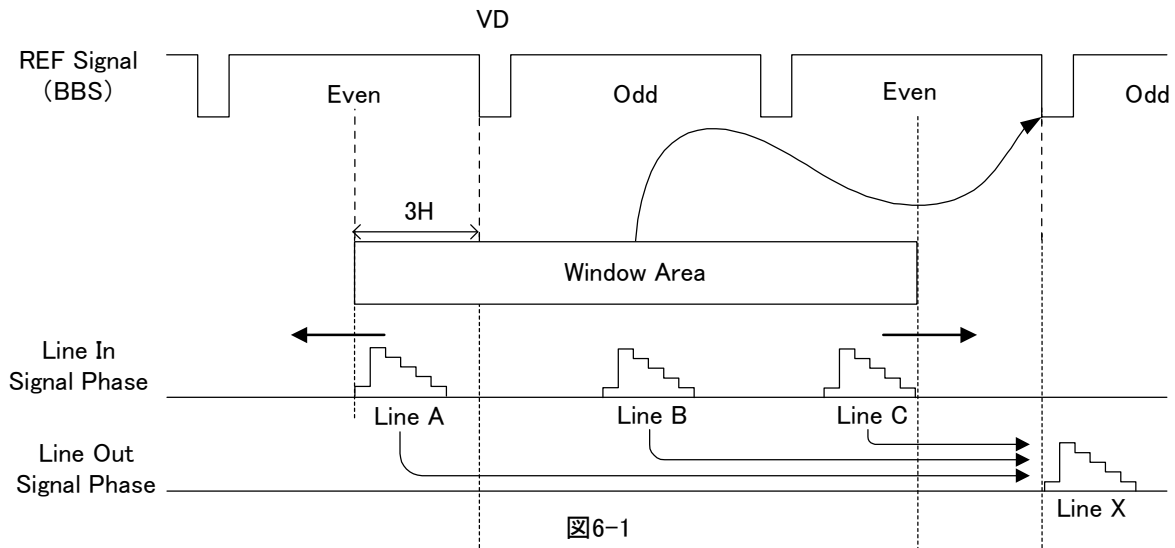 VD
REF Signal
（BBS）
Even
Odd
Even
Odd
3H
Window Area
Line In
Signal Phase
Line A
Line B
Line C
Line Out
Signal Phase
Line X
図6-1